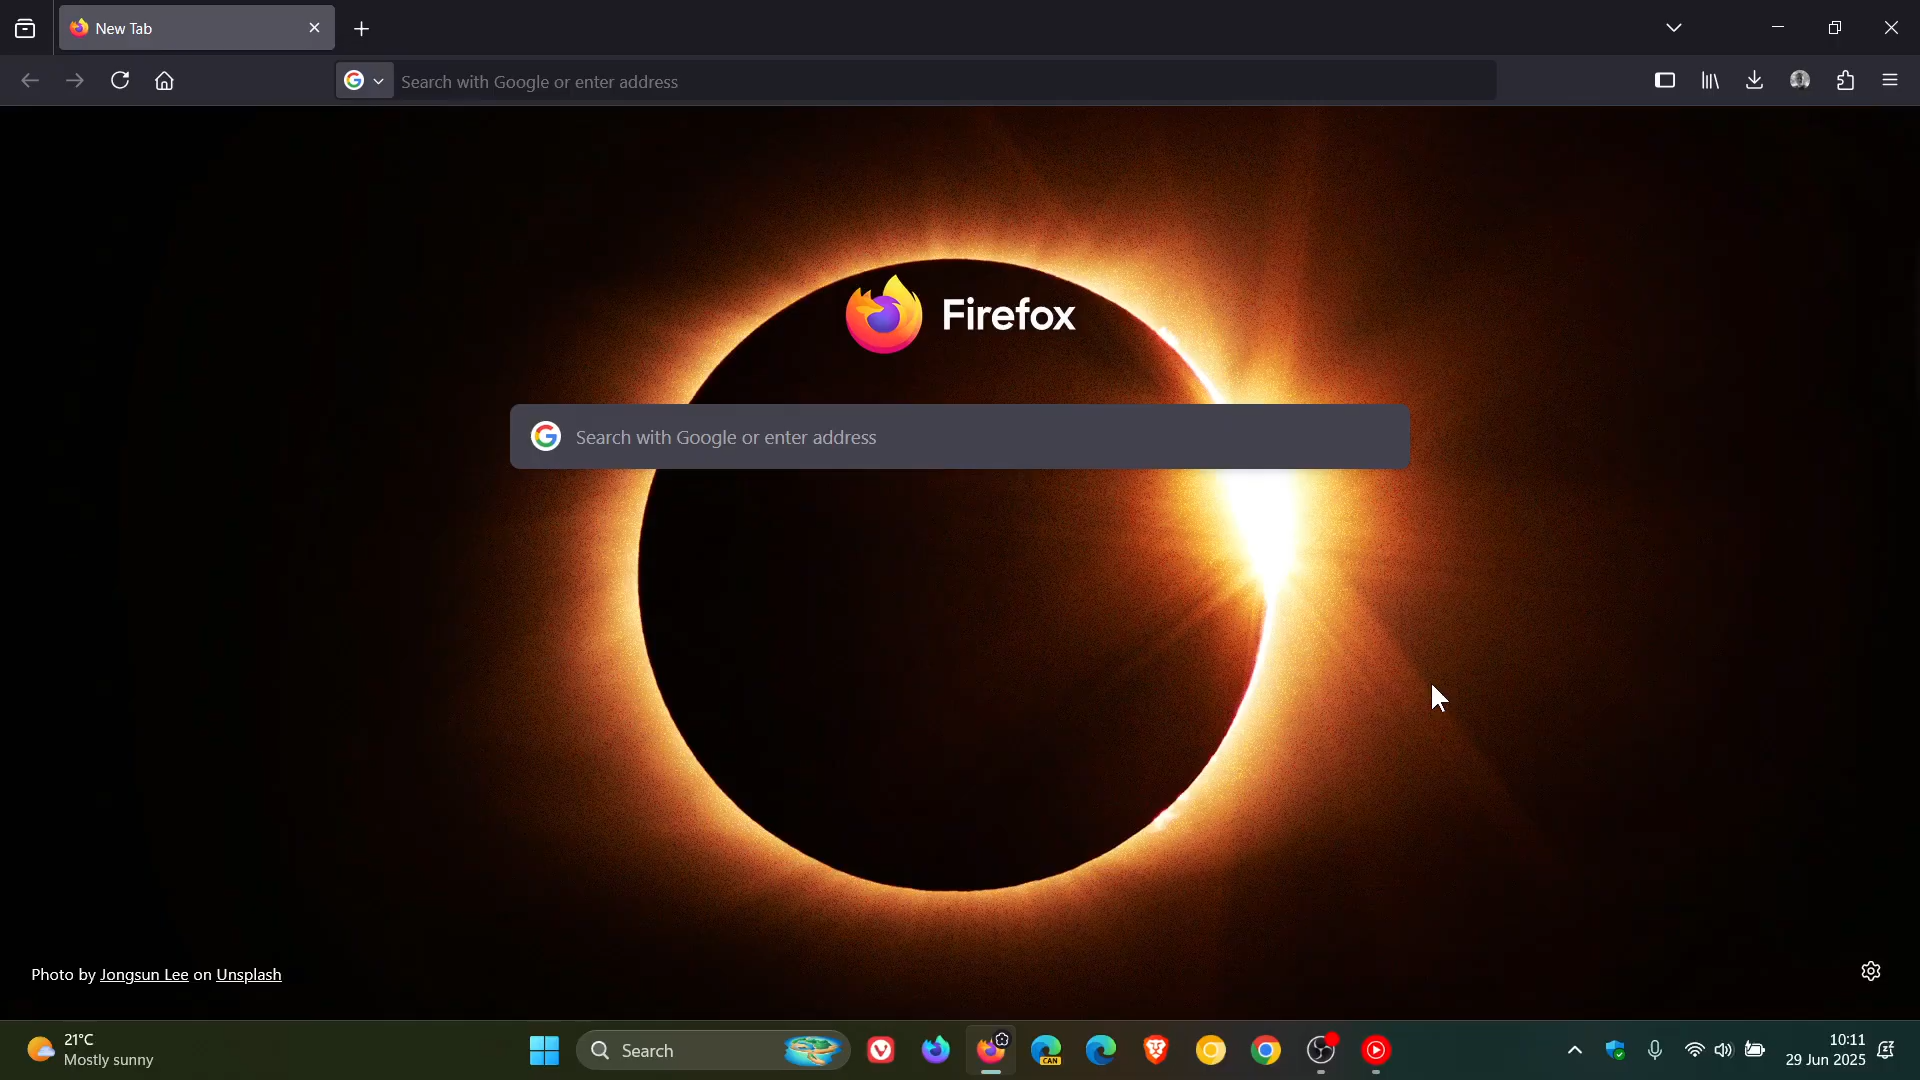 New Tab
Search with Google or enter address
Firefox
Search with Google or enter address
Photo by Jongsun Lee on Unsplash
21°C
Mostly sunny
Search
CAN
10:11
29 Jun 2025